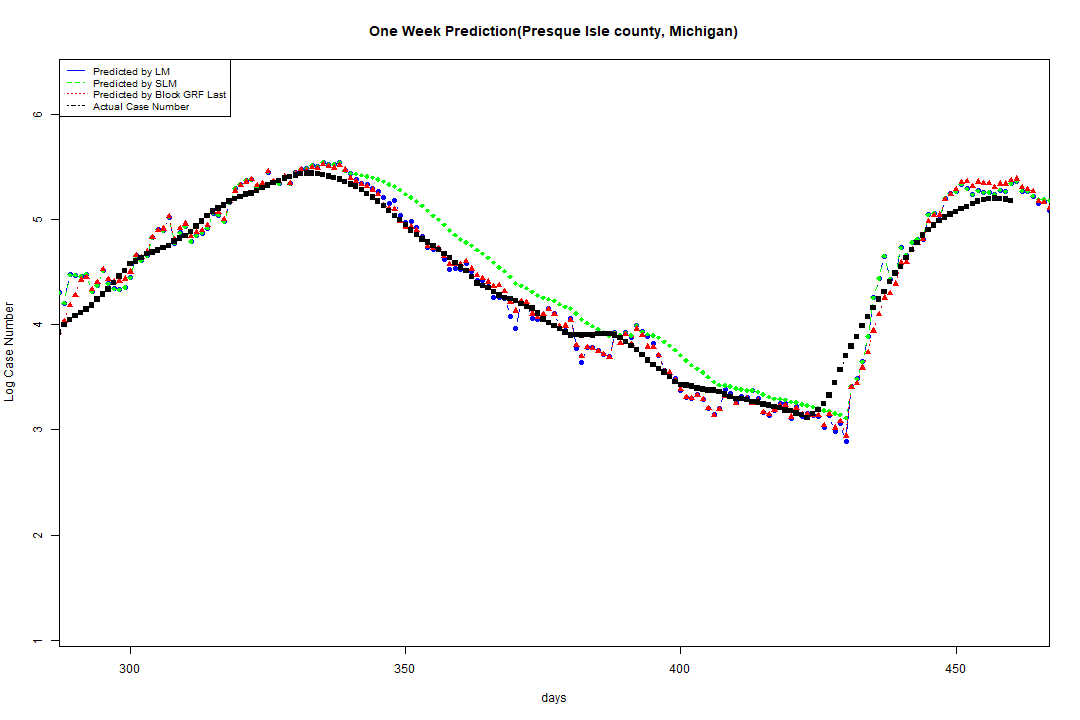 One Week Prediction(Presque Isle county, Michigan)
Predicted by LM
Predicted by SLM
Predicted by Block GRF Last
Actual Case Number
6
5
4
3
2
1
Log Case Number
300 350 400 450
days